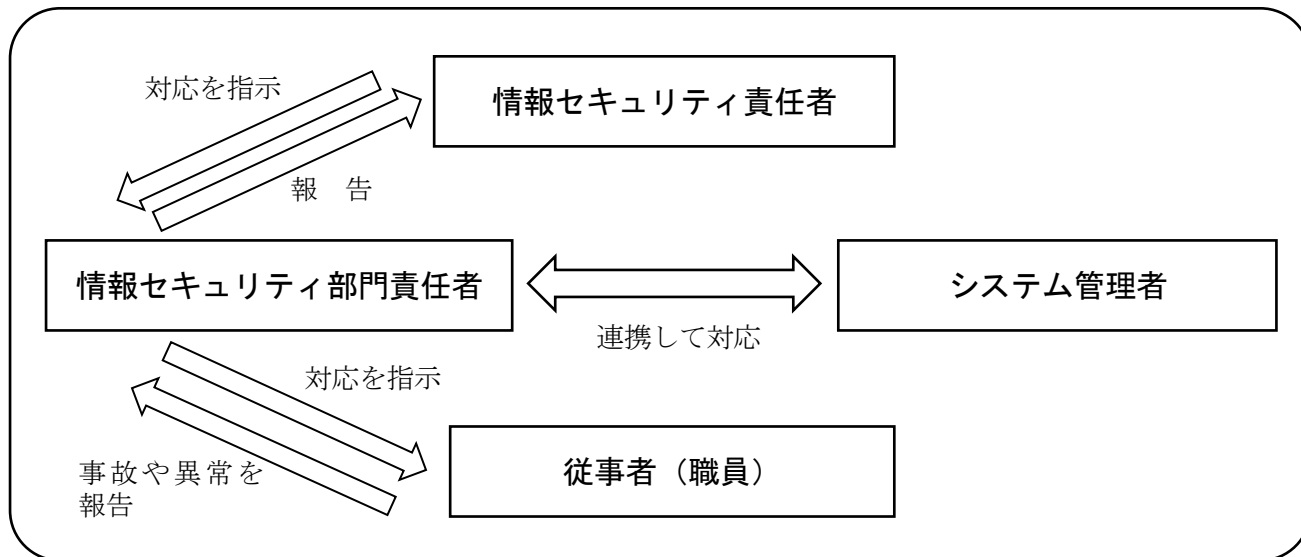 対応を指示
情報セキュリティ責任者
報　告
情報セキュリティ部門責任者
システム管理者
連携して対応
対応を指示
従事者（職員）
事故や異常を
報告